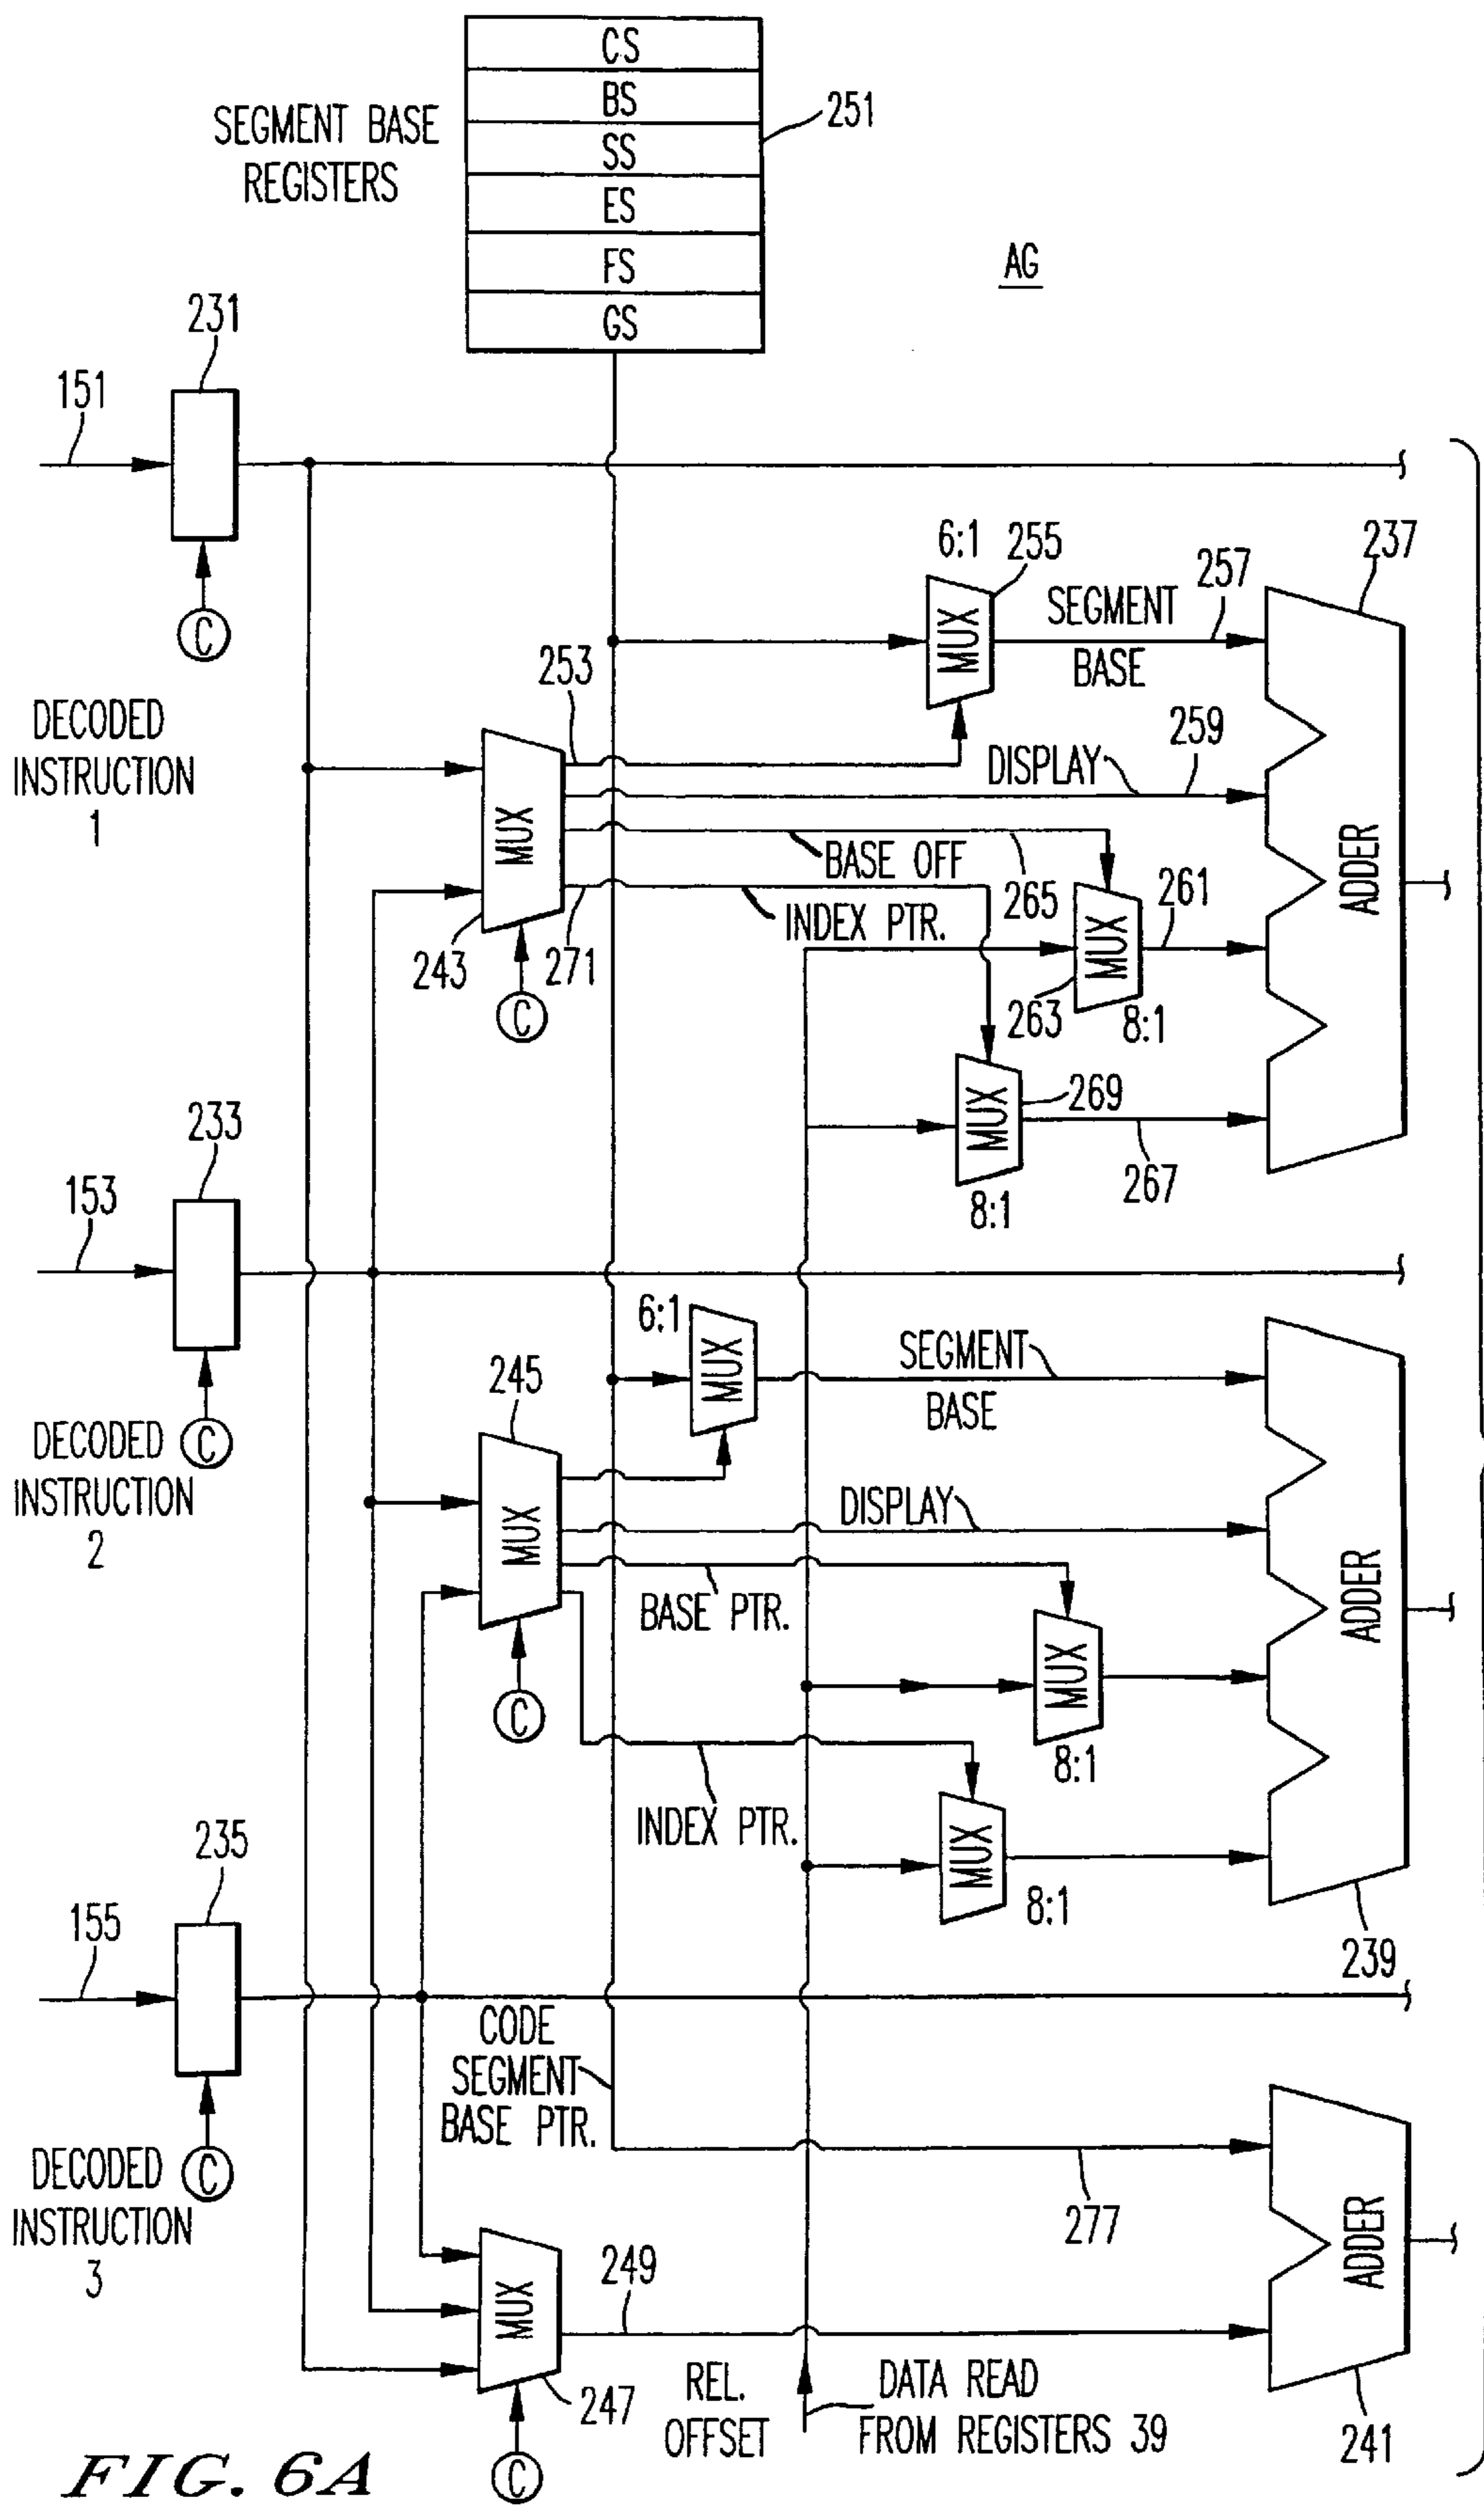 CS
BS
SS
ES
FS
GS
SEGMENT BASE
REGISTERS
251
AG
231
151
C
DECODED
INSTRUCTION
1
6:1
255
MUX
SEGMENT
BASE
257
237
253
DISPLAY
259
MUX
BASE OFF
265
261
ADDER
INDEX PTR.
243
271
C
263
MUX
8:1
MUX
269
267
8:1
233
153
C
DECODED
INSTRUCTION
2
6:1
MUX
SEGMENT
BASE
245
MUX
DISPLAY
BASE PTR.
ADDER
C
MUX
8:1
INDEX PTR.
MUX
8:1
239
235
155
C
DECODED
INSTRUCTION
3
CODE
SEGMENT
BASE PTR.
277
ADDER
MUX
249
247
C
REL.
OFFSET
DATA READ
FROM REGISTERS 39
241
FIG. 6A